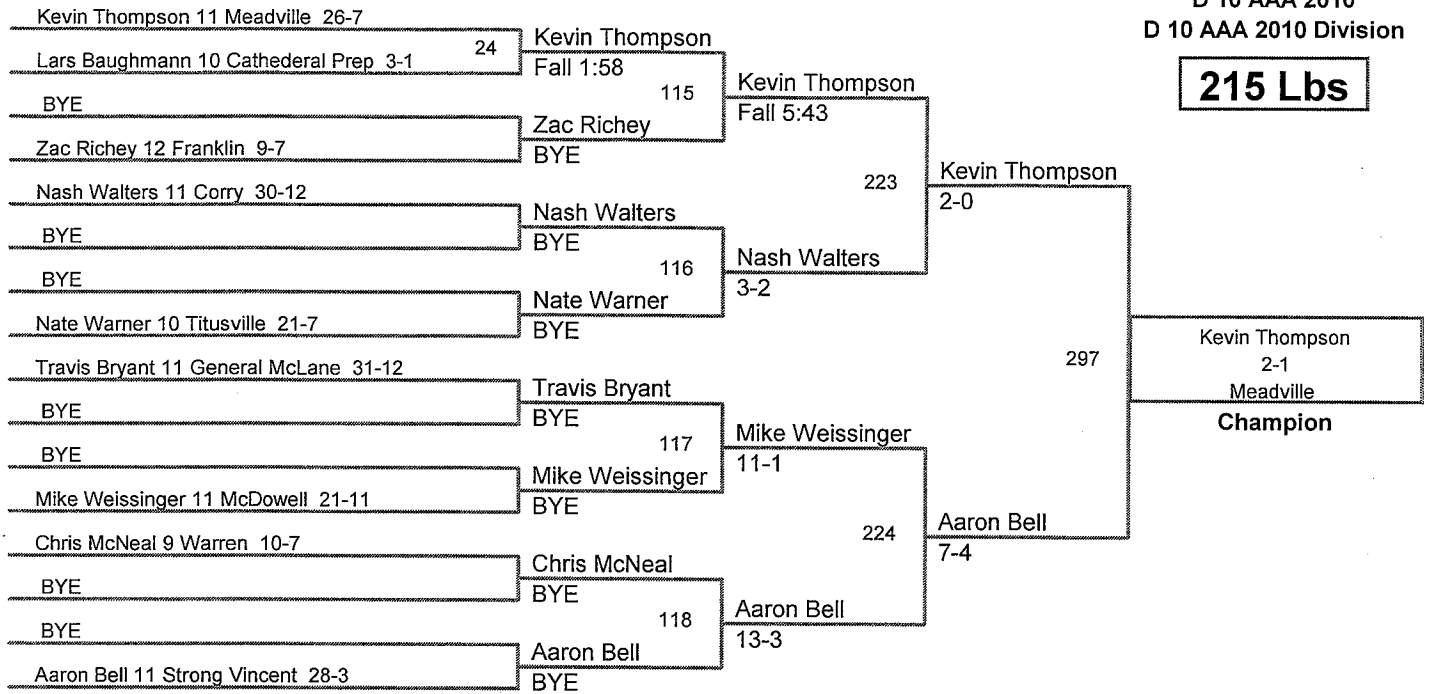 D 10 AAA 2010
D 10 AAA 2010 Division
215 Lbs
Kevin Thompson 11 Meadville 26-7
Lars Baughmann 10 Cathederal Prep 3-1
BYE
Zac Richey 12 Franklin 9-7
Nash Walters 11 Corry 30-12
BYE
BYE
Nate Warner 10 Titusville 21-7
Travis Bryant 11 General McLane 31-12
BYE
BYE
Mike Weissinger 11 McDowell 21-11
Chris McNeal 9 Warren 10-7
BYE
BYE
Aaron Bell 11 Strong Vincent 28-3
24
Kevin Thompson
Fall 1:58
Zac Richey
BYE
Nash Walters
BYE
Nate Warner
BYE
Travis Bryant
BYE
Mike Weissinger
BYE
Chris McNeal
BYE
Aaron Bell
BYE
115
116
117
118
Kevin Thompson
Fall 5:43
Nash Walters
3-2
Mike Weissinger
11-1
Aaron Bell
13-3
223
224
Kevin Thompson
2-0
Aaron Bell
7-4
297
Kevin Thompson
2-1
Meadville
Champion